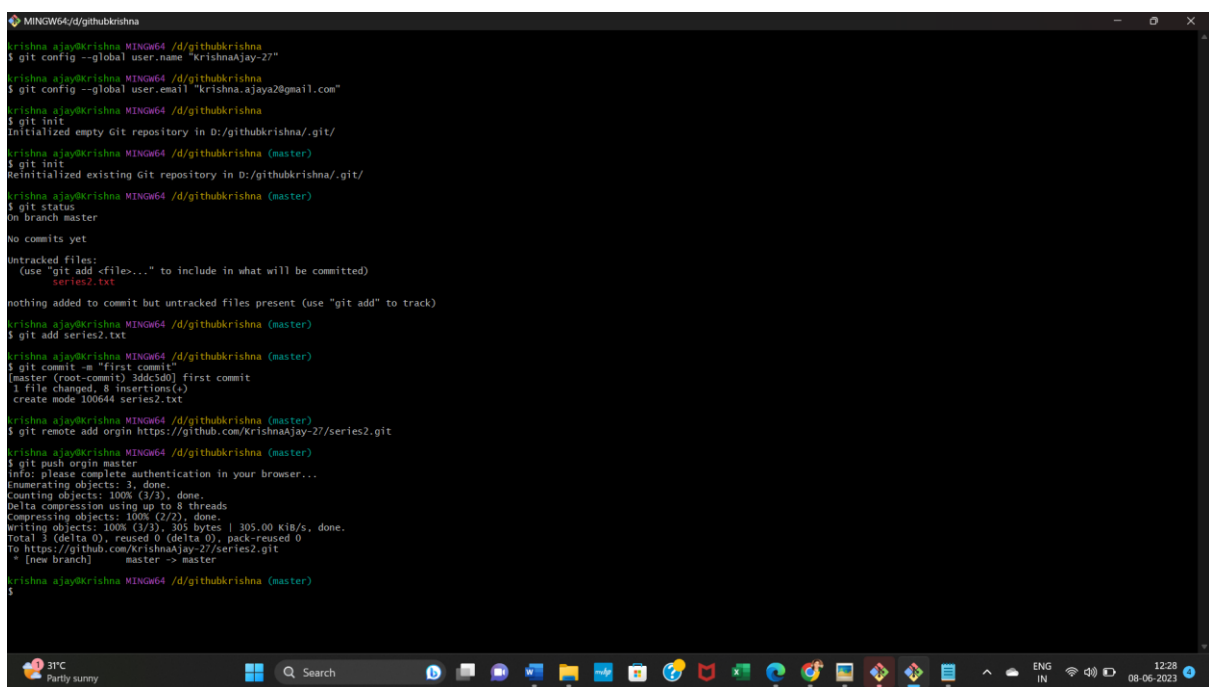 MINGW64:/d/githubkrishna
krishna ajay@Krishna MINGW64 /d/githubkrishna
$ git config --global user.name "KrishnaAjay-27"
krishna ajay@Krishna MINGW64 /d/githubkrishna
$ git config --global user.email "krishna.ajaya2@gmail.com"
krishna ajay@Krishna MINGW64 /d/githubkrishna
$ git init
Initialized empty Git repository in D:/githubkrishna/.git/
krishna ajay@Krishna MINGW64 /d/githubkrishna (master)
$ git init
Reinitialized existing Git repository in D:/githubkrishna/.git/
krishna ajay@Krishna MINGW64 /d/githubkrishna (master)
$ git status
On branch master
No commits yet
Untracked files:
(use "git add <file>..." to include in what will be committed)
series2.txt
nothing added to commit but untracked files present (use "git add" to track)
krishna ajay@Krishna MINGW64 /d/githubkrishna (master)
$ git add series2.txt
krishna ajay@Krishna MINGW64 /d/githubkrishna (master)
$ git commit -m "first commit"
[master (root-commit) 3ddc5d0] first commit
1 file changed, 8 insertions(+)
create mode 100644 series2.txt
krishna ajay@Krishna MINGW64 /d/githubkrishna (master)
$ git remote add orgin https://github.com/KrishnaAjay-27/series2.git
krishna ajay@Krishna MINGW64 /d/githubkrishna (master)
$ git push orgin master
info: please complete authentication in your browser...
Enumerating objects: 3, done.
Counting objects: 100% (3/3), done.
Delta compression using up to 8 threads
Compressing objects: 100% (2/2), done.
Writing objects: 100% (3/3), 305 bytes | 305.00 KiB/s, done.
Total 3 (delta 0), reused 0 (delta 0), pack-reused 0
To https://github.com/KrishnaAjay-27/series2.git
* [new branch] master -> master
krishna ajay@Krishna MINGW64 /d/githubkrishna (master)
$
1 31°C
Partly sunny
Search
ENG
IN
12:28
08-06-2023
4